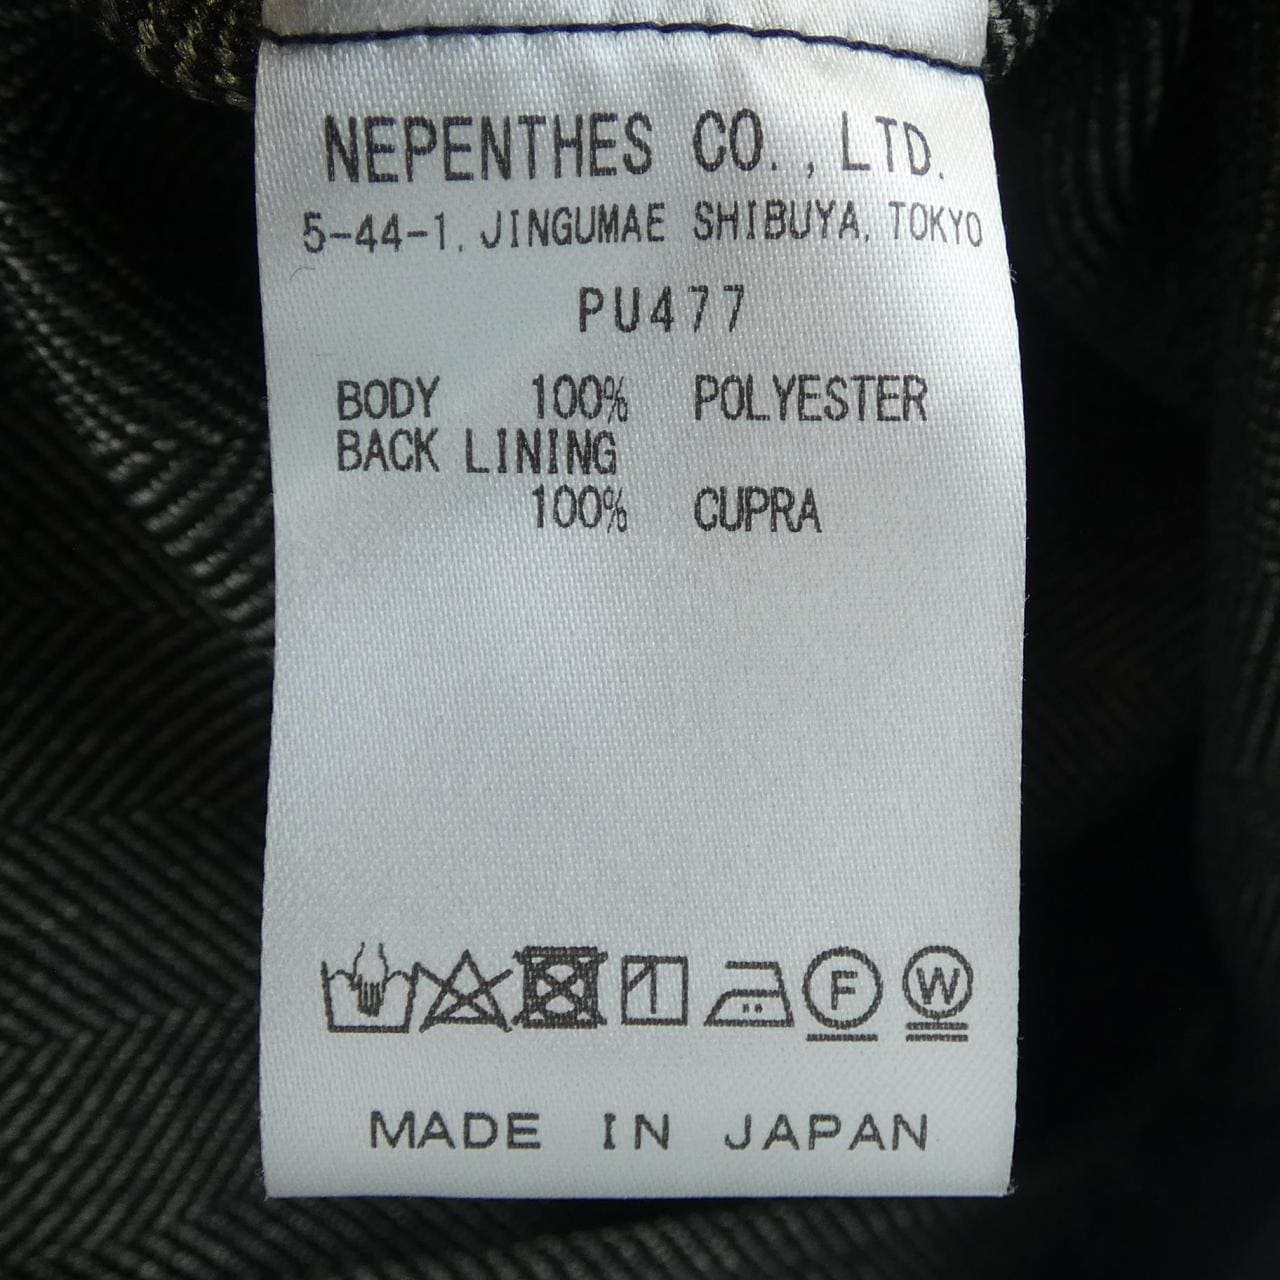 NEPENTHES CO., LTD.
5-44-1, JINGUMAE SHIBUYA, TOKYO
PU477
BODY 100% POLYESTER
BACK LINING
100% CUPRA
F W
MADE IN JAPAN